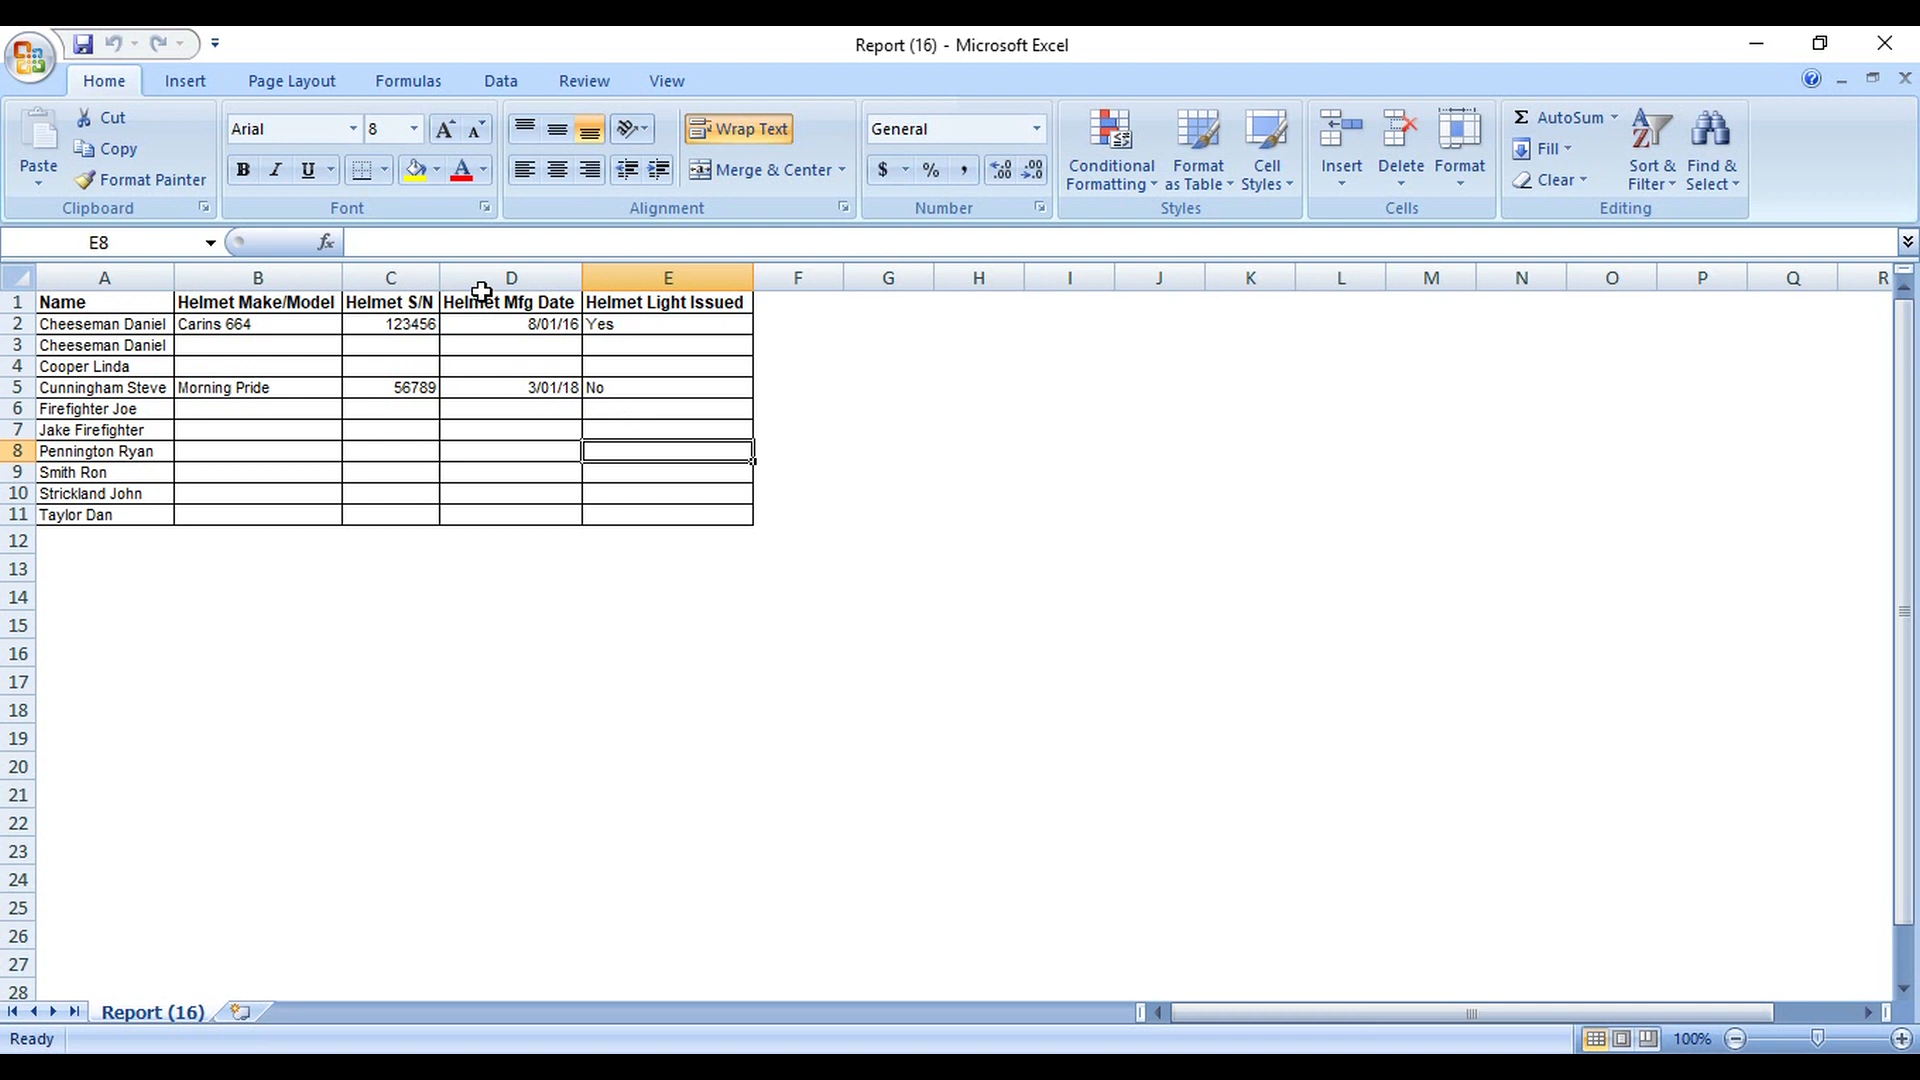 Report (16) - Microsoft Excel
Home Insert Page Layout Formulas Data Review View
Paste
Cut
Copy
Format Painter
Clipboard
Arial 8
B I U A
Font
Wrap Text
Merge & Center
Alignment
General
$ % ,
Number
Conditional Formatting
Format as Table
Cell Styles
Styles
Insert Delete Format
Cells
Σ AutoSum
Fill
Clear
Sort & Filter
Find & Select
Editing
E8 fx
A B C D E F G H I J K L M N O P Q R
1 Name Helmet Make/Model Helmet S/N Helmet Mfg Date Helmet Light Issued
2 Cheeseman Daniel Carins 664 123456 8/01/16 Yes
3 Cheeseman Daniel
4 Cooper Linda
5 Cunningham Steve Morning Pride 56789 3/01/18 No
6 Firefighter Joe
7 Jake Firefighter
8 Pennington Ryan
9 Smith Ron
10 Strickland John
11 Taylor Dan
12
13
14
15
16
17
18
19
20
21
22
23
24
25
26
27
28
Report (16)
Ready 100%